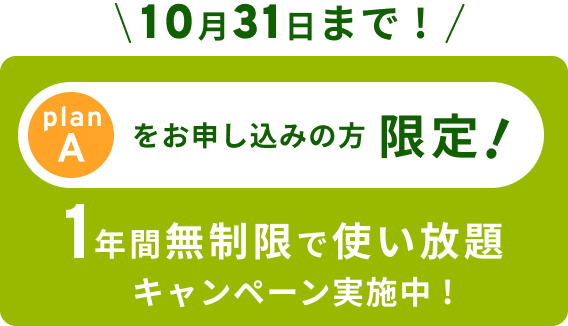 10月31日まで！
plan
A
をお申し込みの方 限定！
1年間無制限で使い放題
キャンペーン実施中！